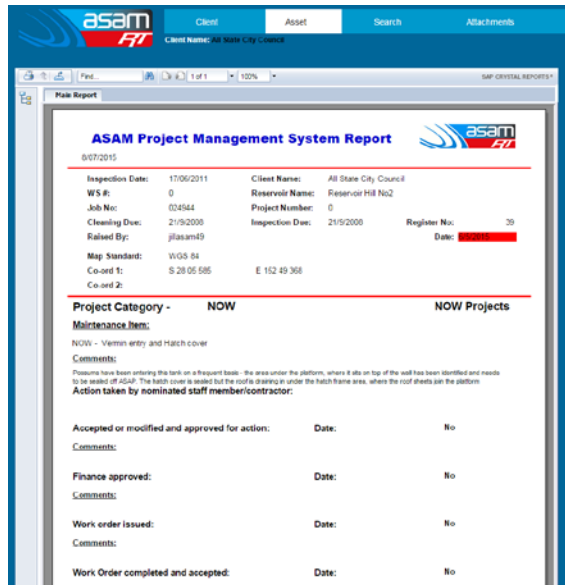 asam
FIT
Client
Asset
Search
Attachments
Client Name: All State City Council
Find...
1 of 1
100%
SAP CRYSTAL REPORTS
Main Report
ASAM Project Management System Report
asam
FIT
8/07/2015
Inspection Date: 17/06/2011 Client Name: All State City Council
WS #: 0 Reservoir Name: Reservoir Hill No2
Job No: 024944 Project Number: 0
Cleaning Due: 21/9/2008 Inspection Due: 21/5/2008 Register No: 39
Raised By: jillasam49 Date: 6/5/2015
Map Standard: WGS 84
Co-ord 1: S 28 05 585 E 152 49 368
Co-ord 2:
Project Category - NOW NOW Projects
Maintenance Item:
NOW - Vermin entry and Hatch cover
Comments:
Possums have been entering this tank on a frequent basis - the area under the platform, where it sits on top of the wall has been identified and needs
to be sealed off ASAP. The hatch cover is sealed but the roof is draining in under the hatch frame area, where the roof sheets join the platform
Action taken by nominated staff member/contractor:
Accepted or modified and approved for action: Date: No
Comments:
Finance approved: Date: No
Comments:
Work order issued: Date: No
Comments:
Work Order completed and accepted: Date: No